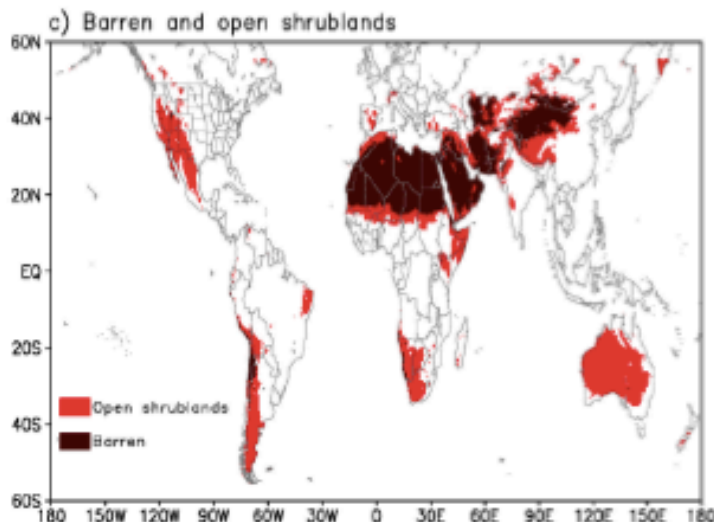 c) Barren and open shrublands
60N
40N
20N
EQ
20S
40S
60S
Open shrublands
Barren
180 150W 120W 90W 60W 30W 0 30E 60E 90E 120E 150E 180